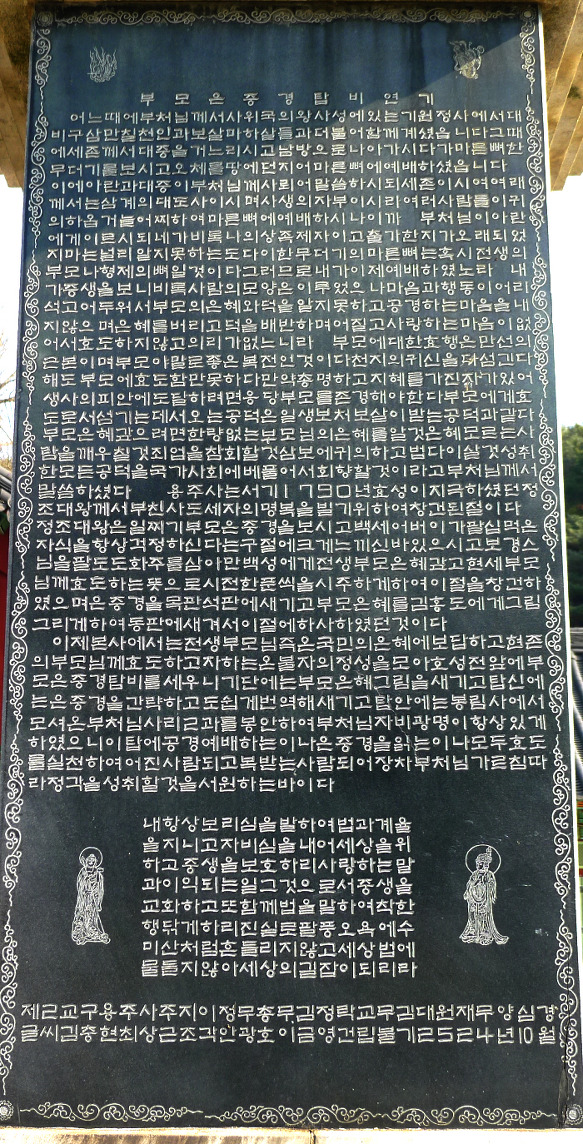 부모은중경탑비연기
어느때에부처님께서사위국의왕사성에있는기원정사에서대
비구삼만칠천인과보살마하살들과더불어함께계셨읍니다그때
에세존께서대중을거느리시고남방으로나아가시다가마른뼈한
무더기를보시고오체를땅에던지어마른뼈에예배하셨읍니다
이에아란과대중이부처님께사뢰어말씀하시되세존이시여여래
께서는삼계의대도사이시며사생의자부이시라여러사람들이귀
의하옵거늘어찌하여마른뼈에예배하시나이까 부처님이아란
에게이르시되네가비록나의상족제자이고출가한지가오래되었
지마는널리알지못하는도다이한무더기의마른뼈는혹시전생의
부모나형제의뼈일것이다그러므로내가이제예배하였노라 내
가중생을보니비록사람의모양은이루었으나마음과행동이어리
석고어두워서부모의은혜와덕을알지못하고공경하는마음을내
지않으며은혜를버리고덕을배반하며어질고사랑하는마음이없
어서효도하지않고의리가없느니라 부모에대한효행은만선의
근본이며부모야말로좋은복전인것이다천지의귀신을다섬긴다
해도부모에효도함만못하다만약총명하고지혜를가진자가있어
생사의피안에도달하려면응당부모를존경해야한다부모에게효
도로서섬기는데서오는공덕은일생보처보살이받는공덕과같다
부모은혜갚으려면한량없는부모님의은혜를알것은혜모르는사
람을깨우칠것진업을참회할것삼보에귀의하고법다이살것성취
한모든공덕을국가사회에베풀어서회향할것이라고부처님께서
말씀하셨다 용주사는서기1790년효성이지극하셨던정
조대왕께서부친사도세자의명복을빌기위하여창건된절이다
정조대왕은일찌기부모은중경을보시고백세어버이가팔십먹은
자식을항상걱정하신다는구절에크게느끼신바있으시고보경스
님을팔도도화주를삼아만백성에게전생부모은혜갚고현세부모
님께효도하는뜻으로시전한푼씩을시주하게하여이절을창건하
였으며은중경을목판석판에새기고부모은혜를김홍도에게그림
그리게하여동판에새겨서이절에하사하였던것이다
이제본사에서는전생부모님즉온국민의은혜에보답하고현존
의부모님께효도하고자하는온불자의정성을모아호성전앞에부
모은중경탑비를세우니기단에는부모은혜그림을새기고탑신에
는은중경을간략하고도쉽게번역해새기고탑안에는봉림사에서
모셔온부처님사리2과를봉안하여부처님자비광명이항상있게
하였으니이탑에공경예배하는이나은중경을읽는이나모두효도
를실천하여어진사람되고복받는사람되어장차부처님가르침따
라정각을성취할것을서원하는바이다
내항상보리심을발하여법과계율
을지니고자비심을내어세상을위
하고중생을보호하리사랑하는말
과이익되는일그것으로서중생을
교화하고또함께법을말하여착한
행닦게하리진실토팔풍오욕에수
미산처럼흔들리지않고세상법에
물들지않아세상의길잡이되리라
제2교구용주사주지이정무총무김정탁교무김대원재무양심경
글씨김충현최상근조각안광호이금영건립불기2524년10월